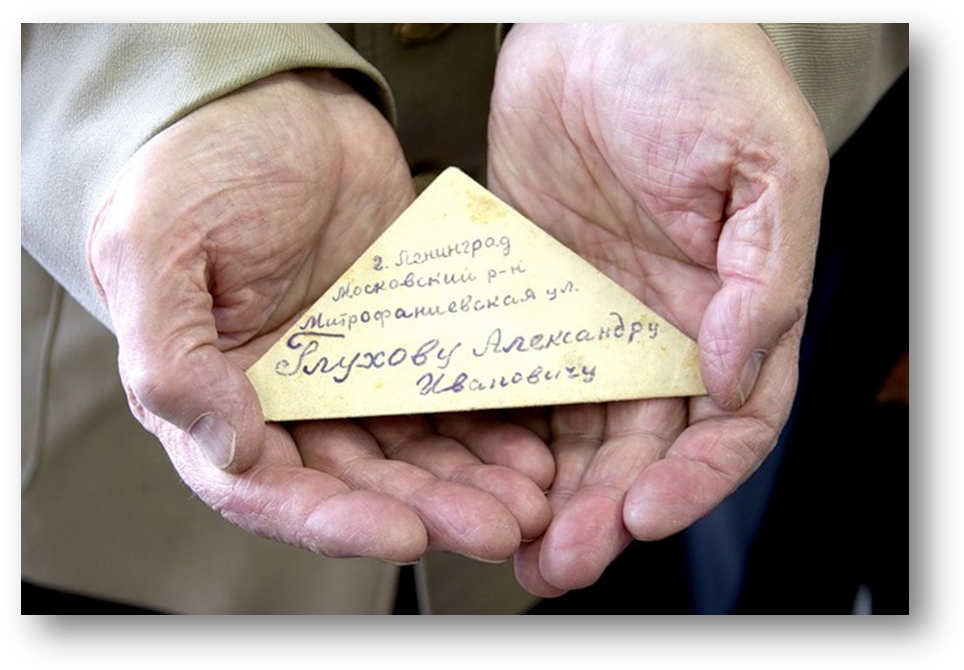 г. Ленинград
Московский р-н
Митрофаниевская ул.
Глухову Александру
Ивановичу